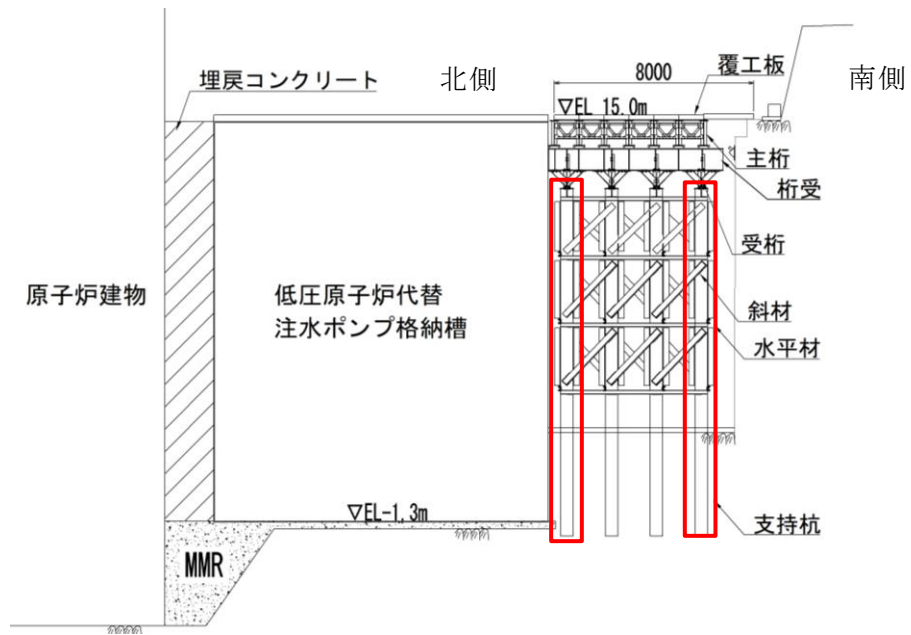 埋戻コンクリート
北側
8000
覆工板
南側
▽EL 15.0m
主桁
桁受
受桁
原子炉建物
低圧原子炉代替
注水ポンプ格納槽
斜材
水平材
▽EL-1,3m
支持杭
MMR